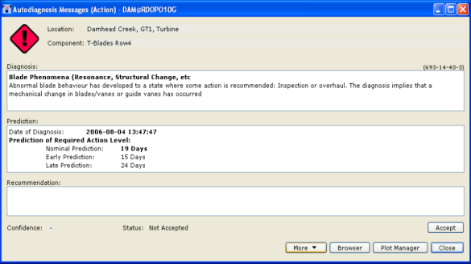 Autodiagnosis Messages (Action) - DAM@RDOPO10G
Location: Damhead Creek, GT1, Turbine
Component: T-Blades Row4
Diagnosis: (693-14-40-3)
Blade Phenomena (Resonance, Structural Change, etc
Abnormal blade behaviour has developed to a state where some action is recommended: Inspection or overhaul. The diagnosis implies that a
mechanical change in blades/vanes or guide vanes has occurred
Prediction:
Date of Diagnosis: 2006-08-04 13:47:47
Prediction of Required Action Level:
Nominal Prediction: 19 Days
Early Prediction: 15 Days
Late Prediction: 24 Days
Recommendation:
Confidence: - Status: Not Accepted Accept
More ▼ Browser Plot Manager Close